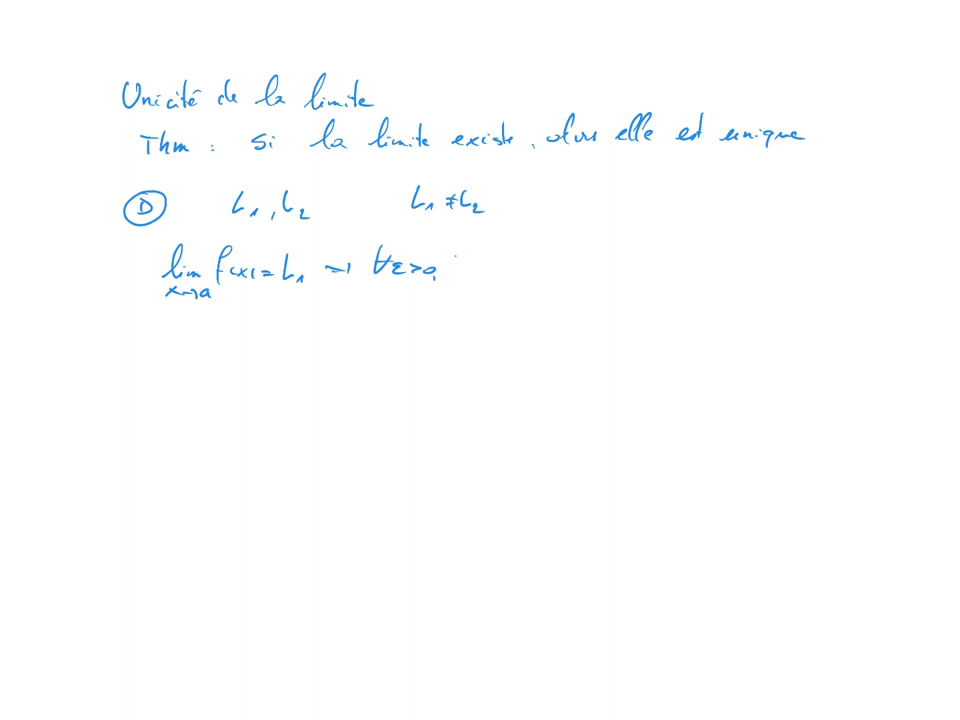 Unicité de la limite
Thm : Si la limite existe, alors elle est unique
D L₁, L₂ L₁ ≠ L₂
lim f(x) = L₁ → ∀ε>0,
x→a